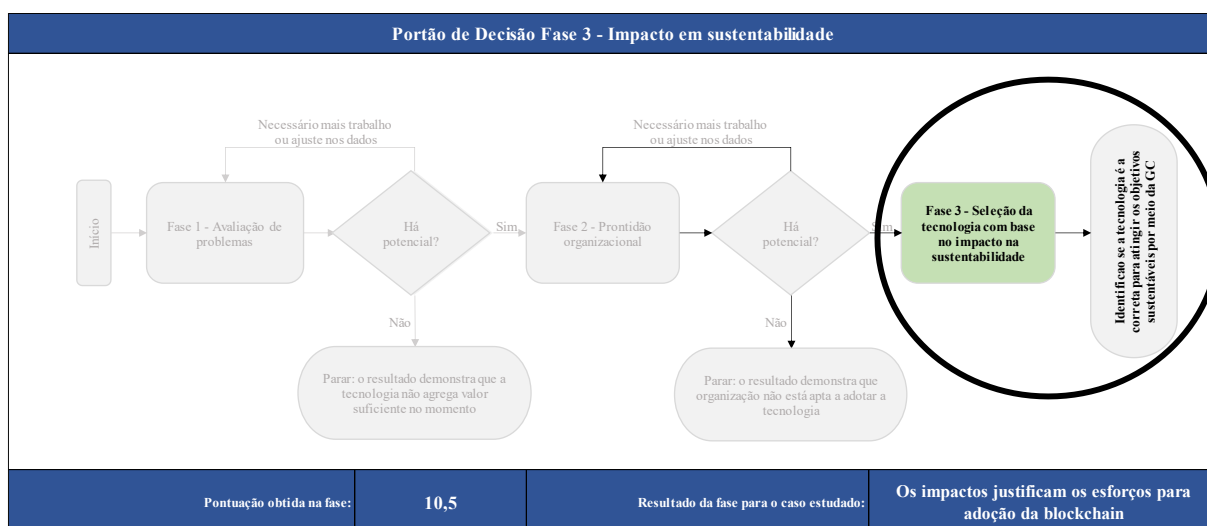 Portão de Decisão Fase 3 - Impacto em sustentabilidade
Necessário mais trabalho
ou ajuste nos dados
Necessário mais trabalho
ou ajuste nos dados
Início
Fase 1 - Avaliação de
problemas
Há
potencial?
Sim
Fase 2 - Prontidão
organizacional
Há
potencial?
Sim
Fase 3 - Seleção da
tecnologia com base
no impacto na
sustentabilidade
Identificao se a tecnologia é a
correta para atingir os objetivos
sustentáveis por meio da GC
Não
Não
Parar: o resultado demonstra que a
tecnologia não agrega valor
suficiente no momento
Parar: o resultado demonstra que
organização não está apta a adotar a
tecnologia
Pontuação obtida na fase:
10,5
Resultado da fase para o caso estudado:
Os impactos justificam os esforços para
adoção da blockchain